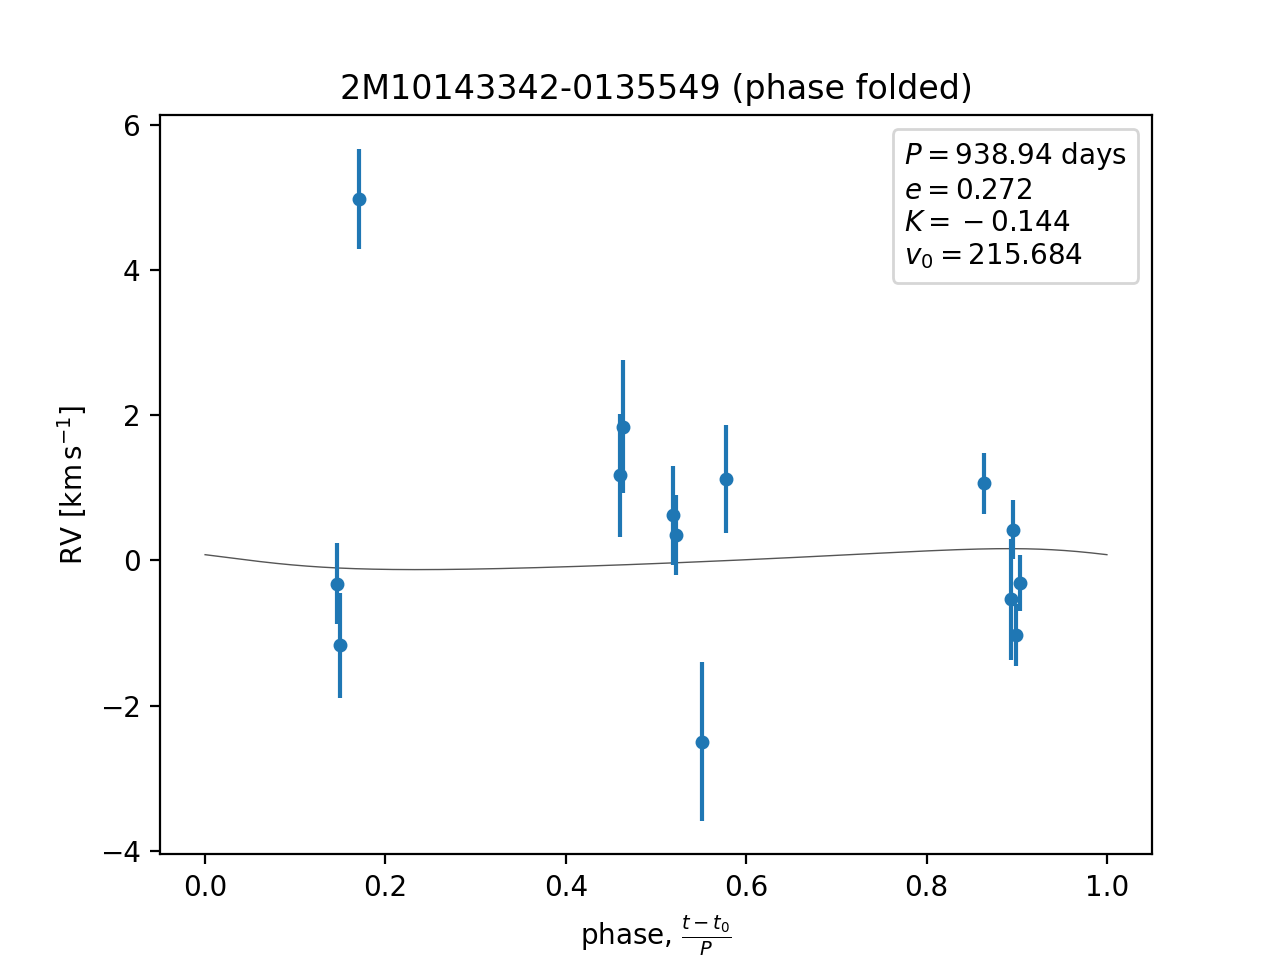 2M10143342-0135549 (phase folded)
P = 938.94 days
e = 0.272
K = −0.144
v₀ = 215.684
RV [km s⁻¹]
6
4
2
0
−2
−4
0.0 0.2 0.4 0.6 0.8 1.0
phase, (t − t₀)/P